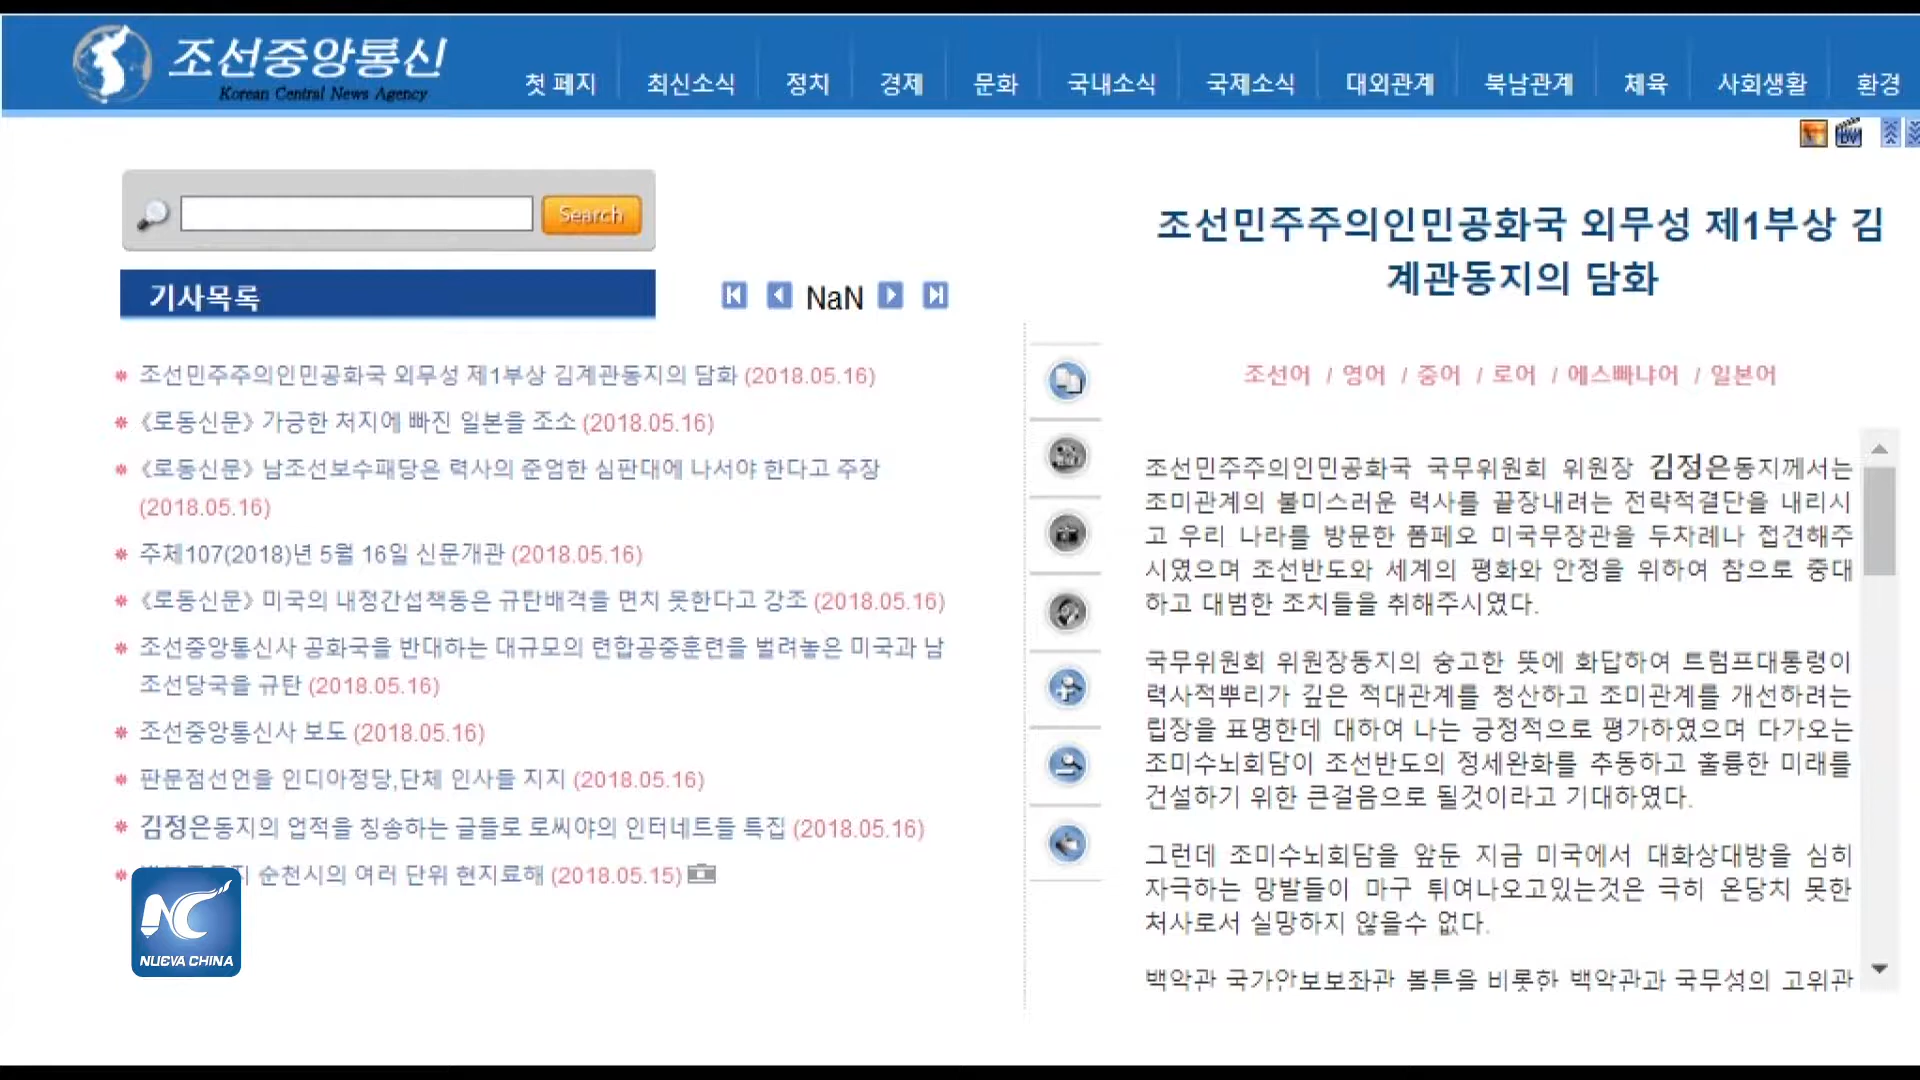 조선중앙통신
Korean Central News Agency
첫 페지 최신소식 정치 경제 문화 국내소식 국제소식 대외관계 북남관계 체육 사회생활 환경
Search
기사목록
NaN
조선민주주의인민공화국 외무성 제1부상 김계관동지의 담화 (2018.05.16)
《로동신문》 가긍한 처지에 빠진 일본을 조소 (2018.05.16)
《로동신문》 남조선보수패당은 력사의 준엄한 심판대에 나서야 한다고 주장
(2018.05.16)
주체107(2018)년 5월 16일 신문개관 (2018.05.16)
《로동신문》 미국의 내정간섭책동은 규탄배격을 면치 못한다고 강조 (2018.05.16)
조선중앙통신사 공화국을 반대하는 대규모의 련합공중훈련을 벌려놓은 미국과 남
조선당국을 규탄 (2018.05.16)
조선중앙통신사 보도 (2018.05.16)
판문점선언을 인디아정당,단체 인사들 지지 (2018.05.16)
김정은동지의 업적을 칭송하는 글들로 로씨야의 인터네트들 특집 (2018.05.16)
순천시의 여러 단위 현지료해 (2018.05.15)
NC
NUEVA CHINA
조선민주주의인민공화국 외무성 제1부상 김
계관동지의 담화
조선어 / 영어 / 중어 / 로어 / 에스빠냐어 / 일본어
조선민주주의인민공화국 국무위원회 위원장 김정은동지께서는
조미관계의 불미스러운 력사를 끝장내려는 전략적결단을 내리시
고 우리 나라를 방문한 폼페오 미국무장관을 두차례나 접견해주
시였으며 조선반도와 세계의 평화와 안정을 위하여 참으로 중대
하고 대범한 조치들을 취해주시였다.
국무위원회 위원장동지의 숭고한 뜻에 화답하여 트럼프대통령이
력사적뿌리가 깊은 적대관계를 청산하고 조미관계를 개선하려는
립장을 표명한데 대하여 나는 긍정적으로 평가하였으며 다가오는
조미수뇌회담이 조선반도의 정세완화를 추동하고 훌륭한 미래를
건설하기 위한 큰걸음으로 될것이라고 기대하였다.
그런데 조미수뇌회담을 앞둔 지금 미국에서 대화상대방을 심히
자극하는 망발들이 마구 튀여나오고있는것은 극히 온당치 못한
처사로서 실망하지 않을수 없다.
백악관 국가안보보좌관 볼튼을 비롯한 백악관과 국무성의 고위관